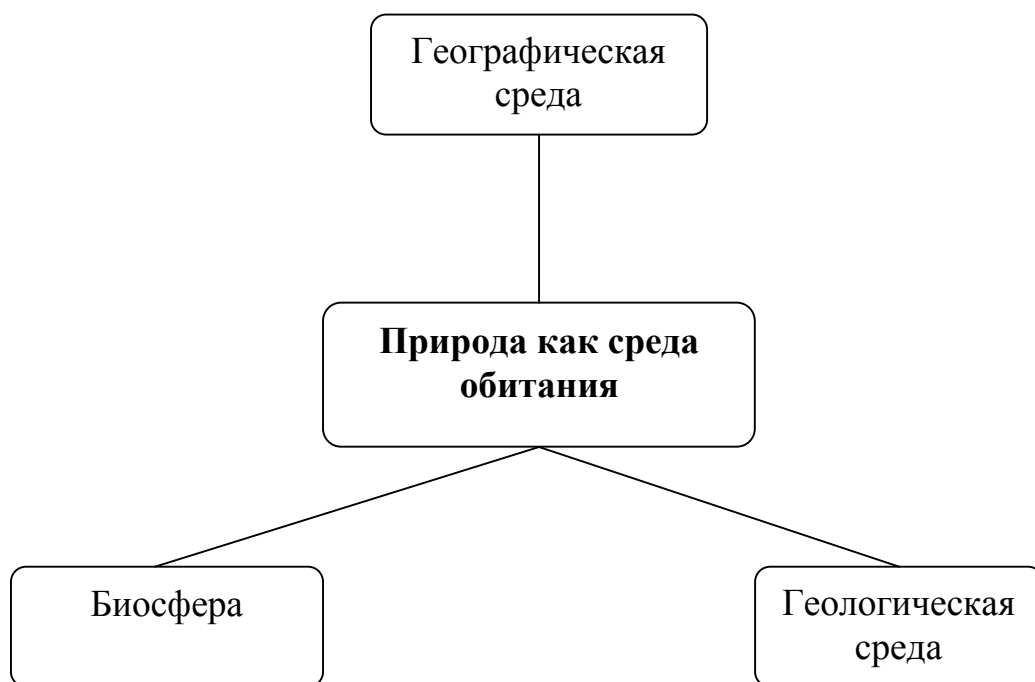 Географическая
среда
Природа как среда
обитания
Биосфера
Геологическая
среда